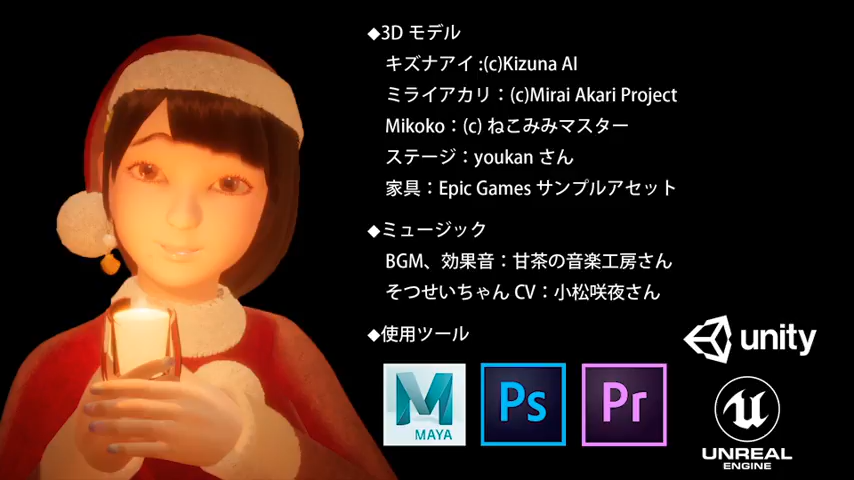 ◆3D モデル
キズナアイ :(c)Kizuna AI
ミライアカリ：(c)Mirai Akari Project
Mikoko：(c) ねこみみマスター
ステージ：youkan さん
家具：Epic Games サンプルアセット
◆ミュージック
BGM、効果音：甘茶の音楽工房さん
そつせいちゃん CV：小松咲夜さん
◆使用ツール
unity
M
MAYA
Ps
Pr
UNREAL
ENGINE